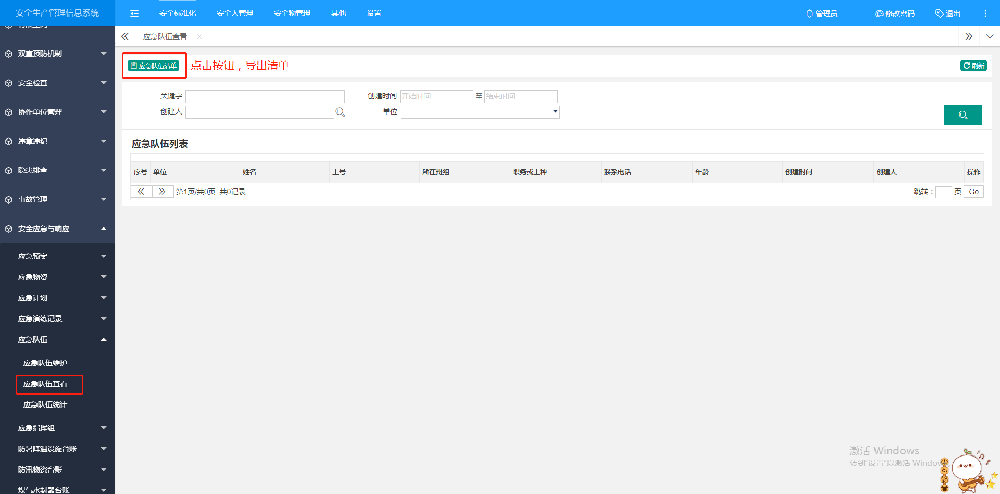 安全生产管理信息系统
安全标准化 安全人管理 安全物管理 其他 设置
管理员 修改密码 退出
有限空间
双重预防机制
安全检查
协作单位管理
违章违纪
隐患排查
事故管理
安全应急与响应
应急预案
应急物资
应急计划
应急演练记录
应急队伍
应急队伍维护
应急队伍查看
应急队伍统计
应急指挥组
防暑降温设施台账
防汛物资台账
煤气水封器台账
应急队伍查看
应急队伍清单 点击按钮，导出清单
刷新
关键字 创建时间 开始时间 至 结束时间
创建人 单位
应急队伍列表
序号 单位 姓名 工号 所在班组 职务或工种 联系电话 年龄 创建时间 创建人 操作
第1页/共0页 共0记录 跳转： 页 Go
激活 Windows
转到“设置”以激活 Windows。
中
简